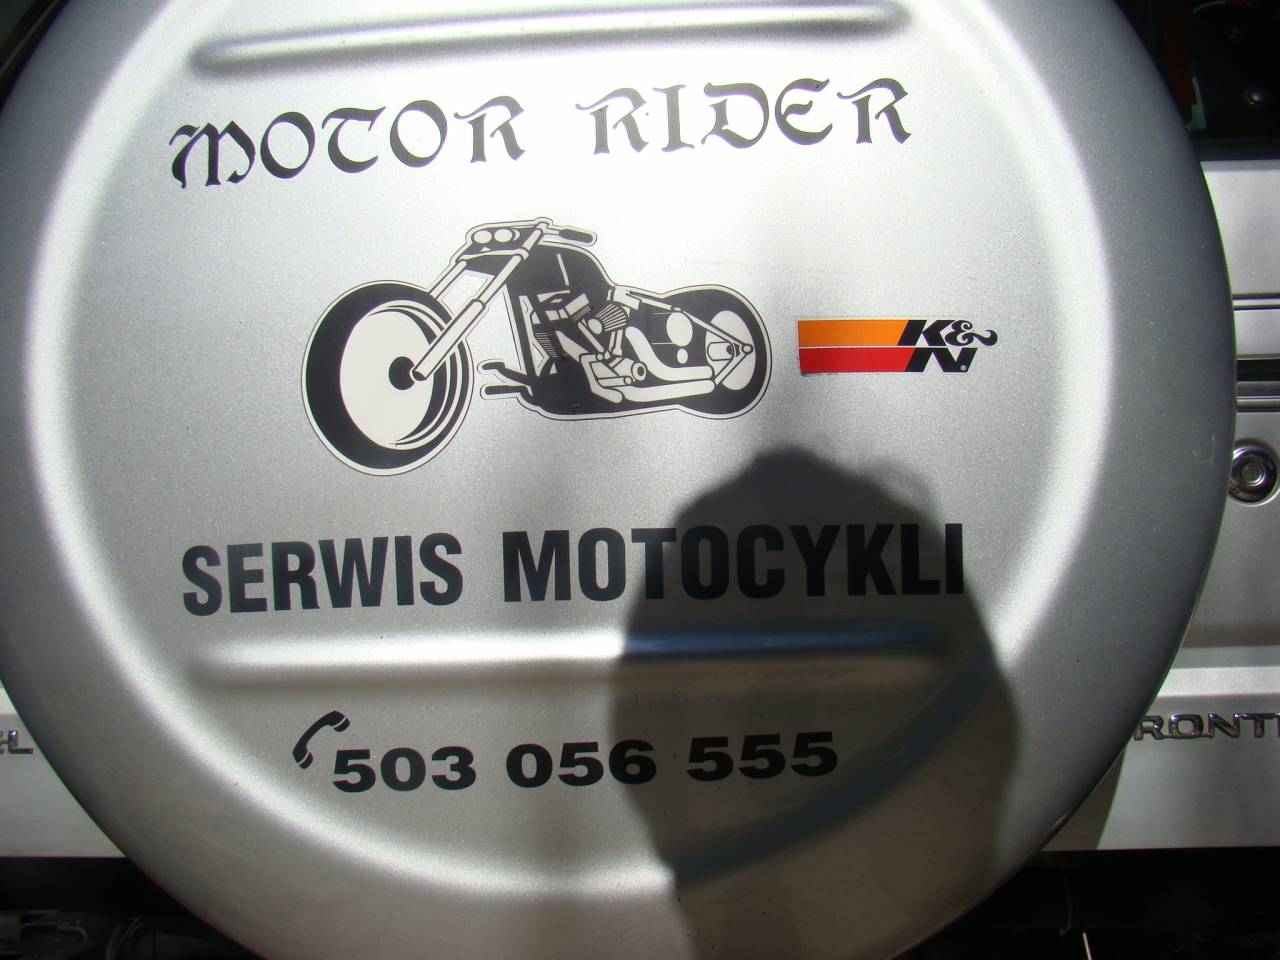 MOTOR RIDER
K&N
SERWIS MOTOCYKLI
503 056 555